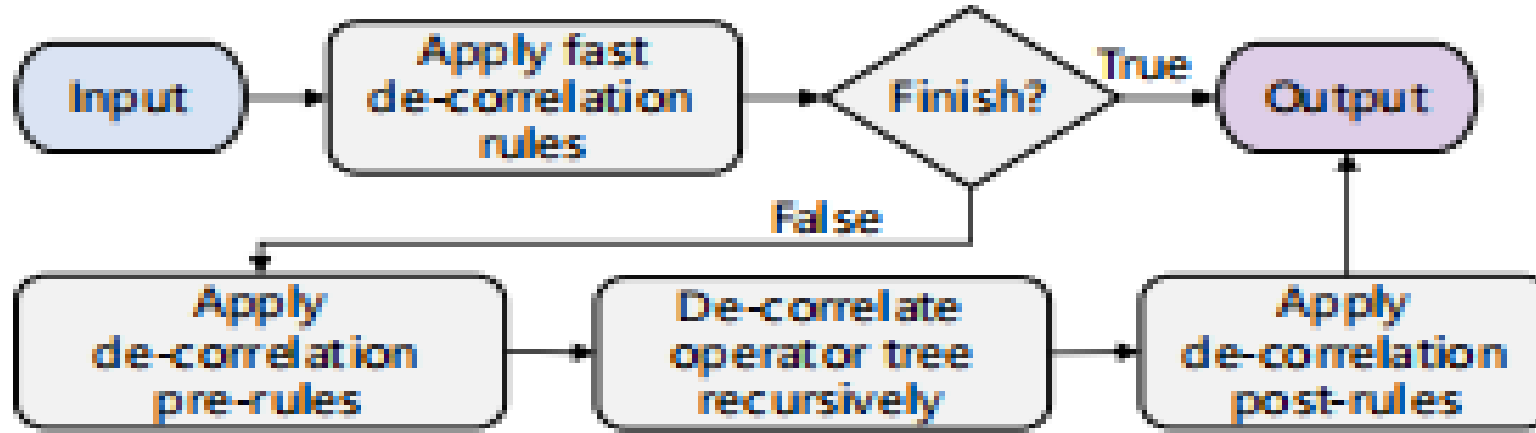 Input
Apply fast
de-correlation
rules
Finish?
True
Output
False
Apply
de-correlation
pre-rules
De-correlate
operator tree
recursively
Apply
de-correlation
post-rules